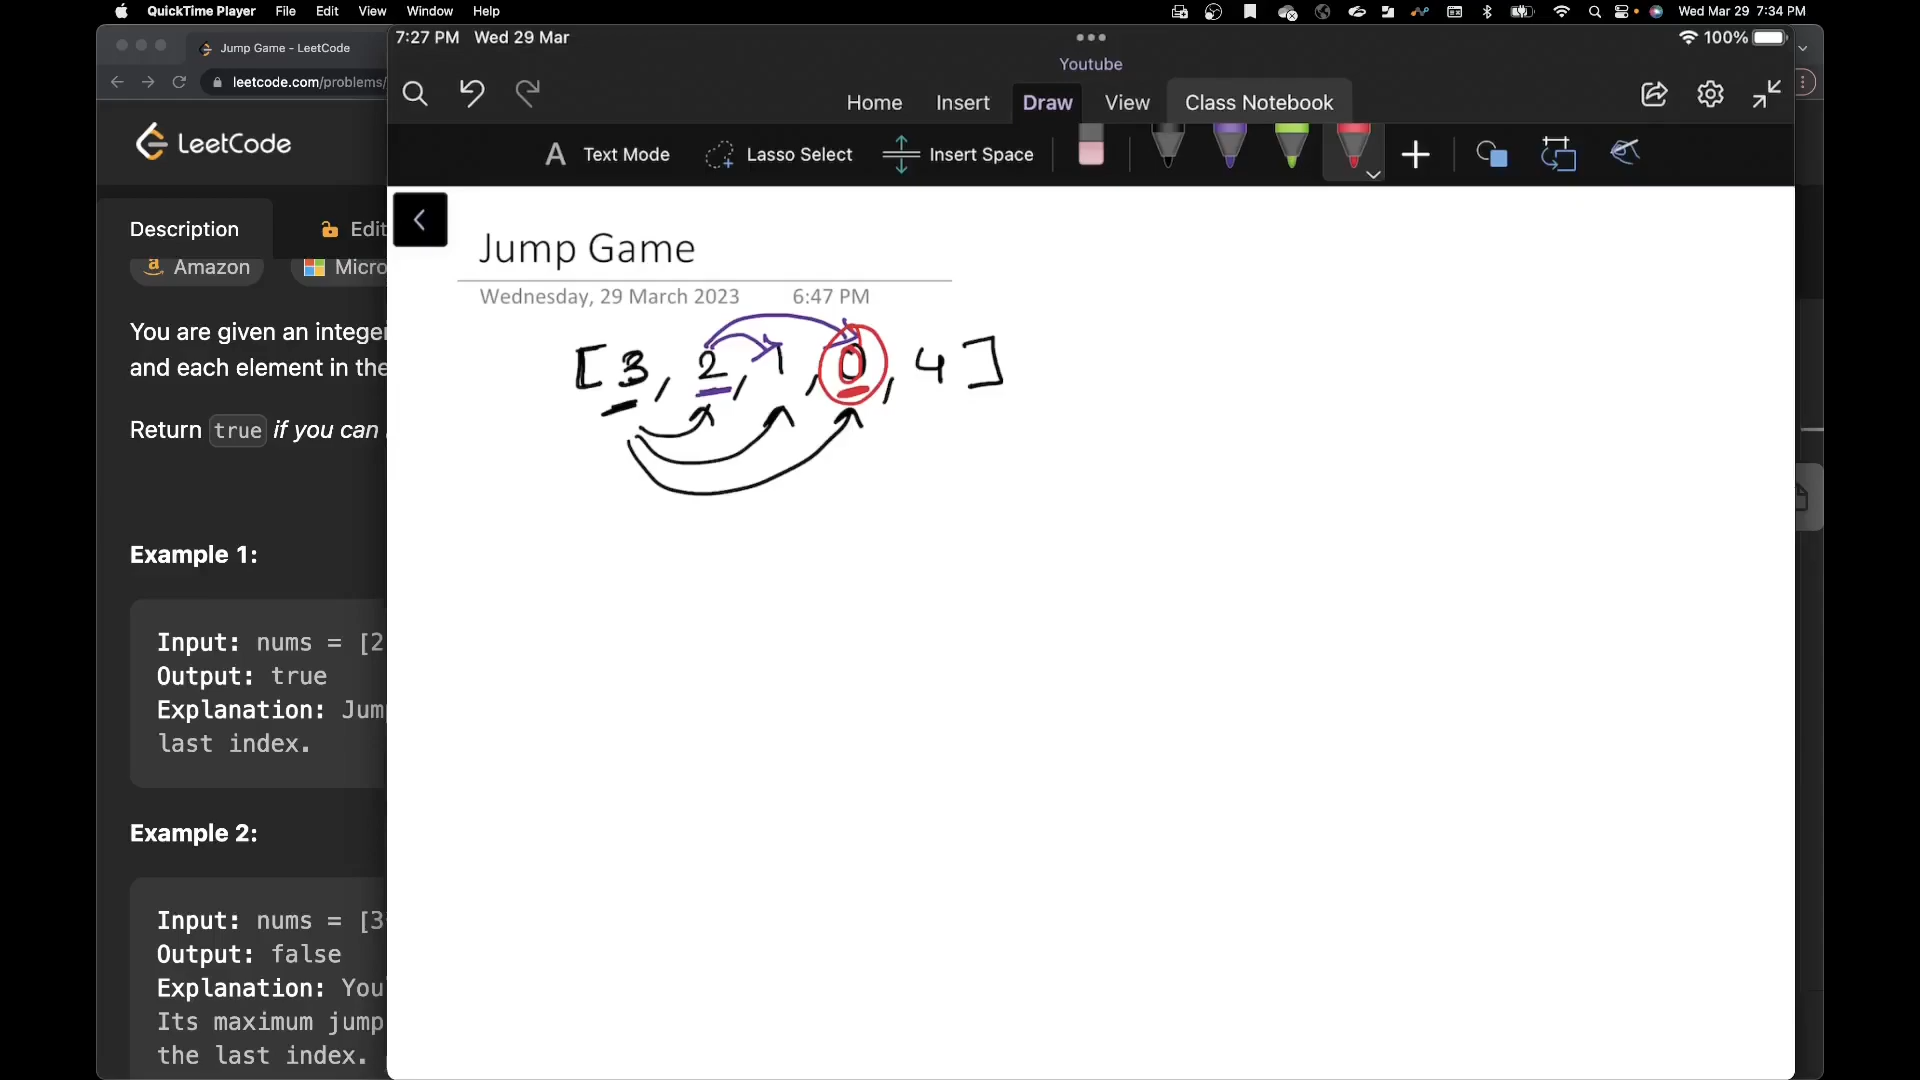 QuickTime Player File Edit View Window Help
Wed Mar 29 7:34 PM
Jump Game - LeetCode
leetcode.com/problems/
LeetCode
Description
Edit
Amazon
Micro
You are given an integer
and each element in the
Return true if you can
Example 1:
Input: nums = [2
Output: true
Explanation: Jump
last index.
Example 2:
Input: nums = [3
Output: false
Explanation: You
Its maximum jump
the last index.
7:27 PM Wed 29 Mar
100%
Youtube
Home Insert Draw View Class Notebook
Text Mode Lasso Select Insert Space
Jump Game
Wednesday, 29 March 2023 6:47 PM
[3, 2, 1, 0, 4]